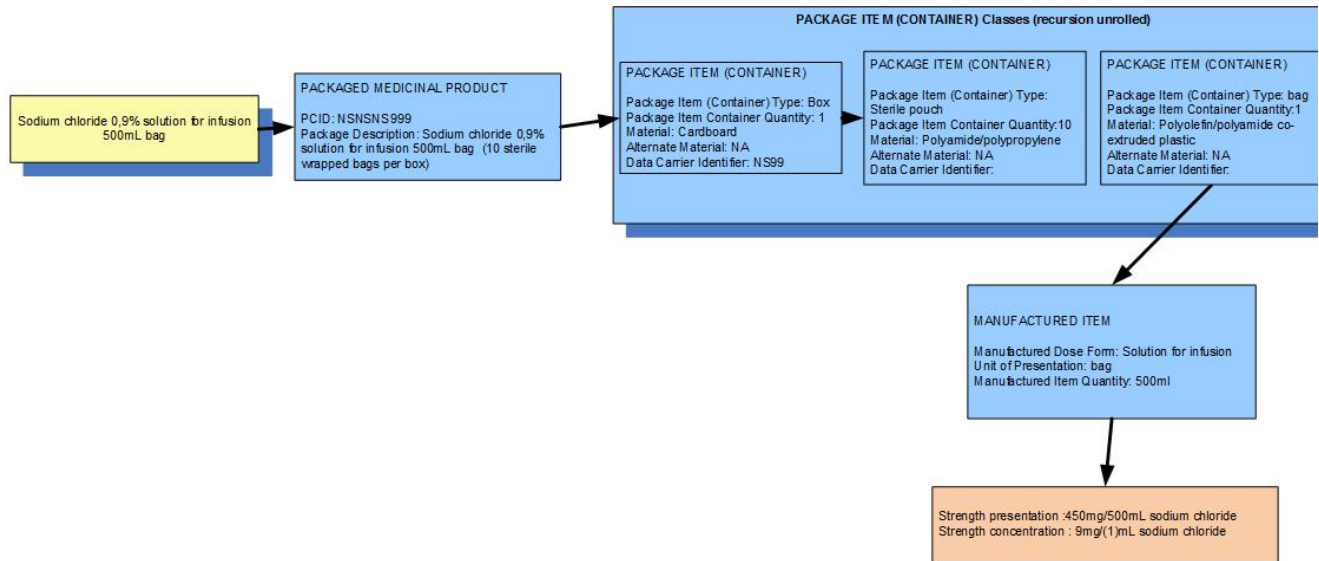 PACKAGE ITEM (CONTAINER) Classes (recursion unrolled)
Sodium chloride 0,9% solution for infusion
500mL bag
PACKAGED MEDICINAL PRODUCT
PCID: NSNSNS999
Package Description: Sodium chloride 0,9%
solution for infusion 500mL bag (10 sterile
wrapped bags per box)
PACKAGE ITEM (CONTAINER)
Package Item (Container) Type: Box
Package Item Container Quantity: 1
Material: Cardboard
Alternate Material: NA
Data Carrier Identifier: NS99
PACKAGE ITEM (CONTAINER)
Package Item (Container) Type:
Sterile pouch
Package Item Container Quantity:10
Material: Polyamide/polypropylene
Alternate Material: NA
Data Carrier Identifier:
PACKAGE ITEM (CONTAINER)
Package Item (Container) Type: bag
Package Item Container Quantity:1
Material: Polyolefin/polyamide co-
extruded plastic
Alternate Material: NA
Data Carrier Identifier:
MANUFACTURED ITEM
Manufactured Dose Form: Solution for infusion
Unit of Presentation: bag
Manufactured Item Quantity: 500ml
Strength presentation :450mg/500mL sodium chloride
Strength concentration : 9mg/(1)mL sodium chloride